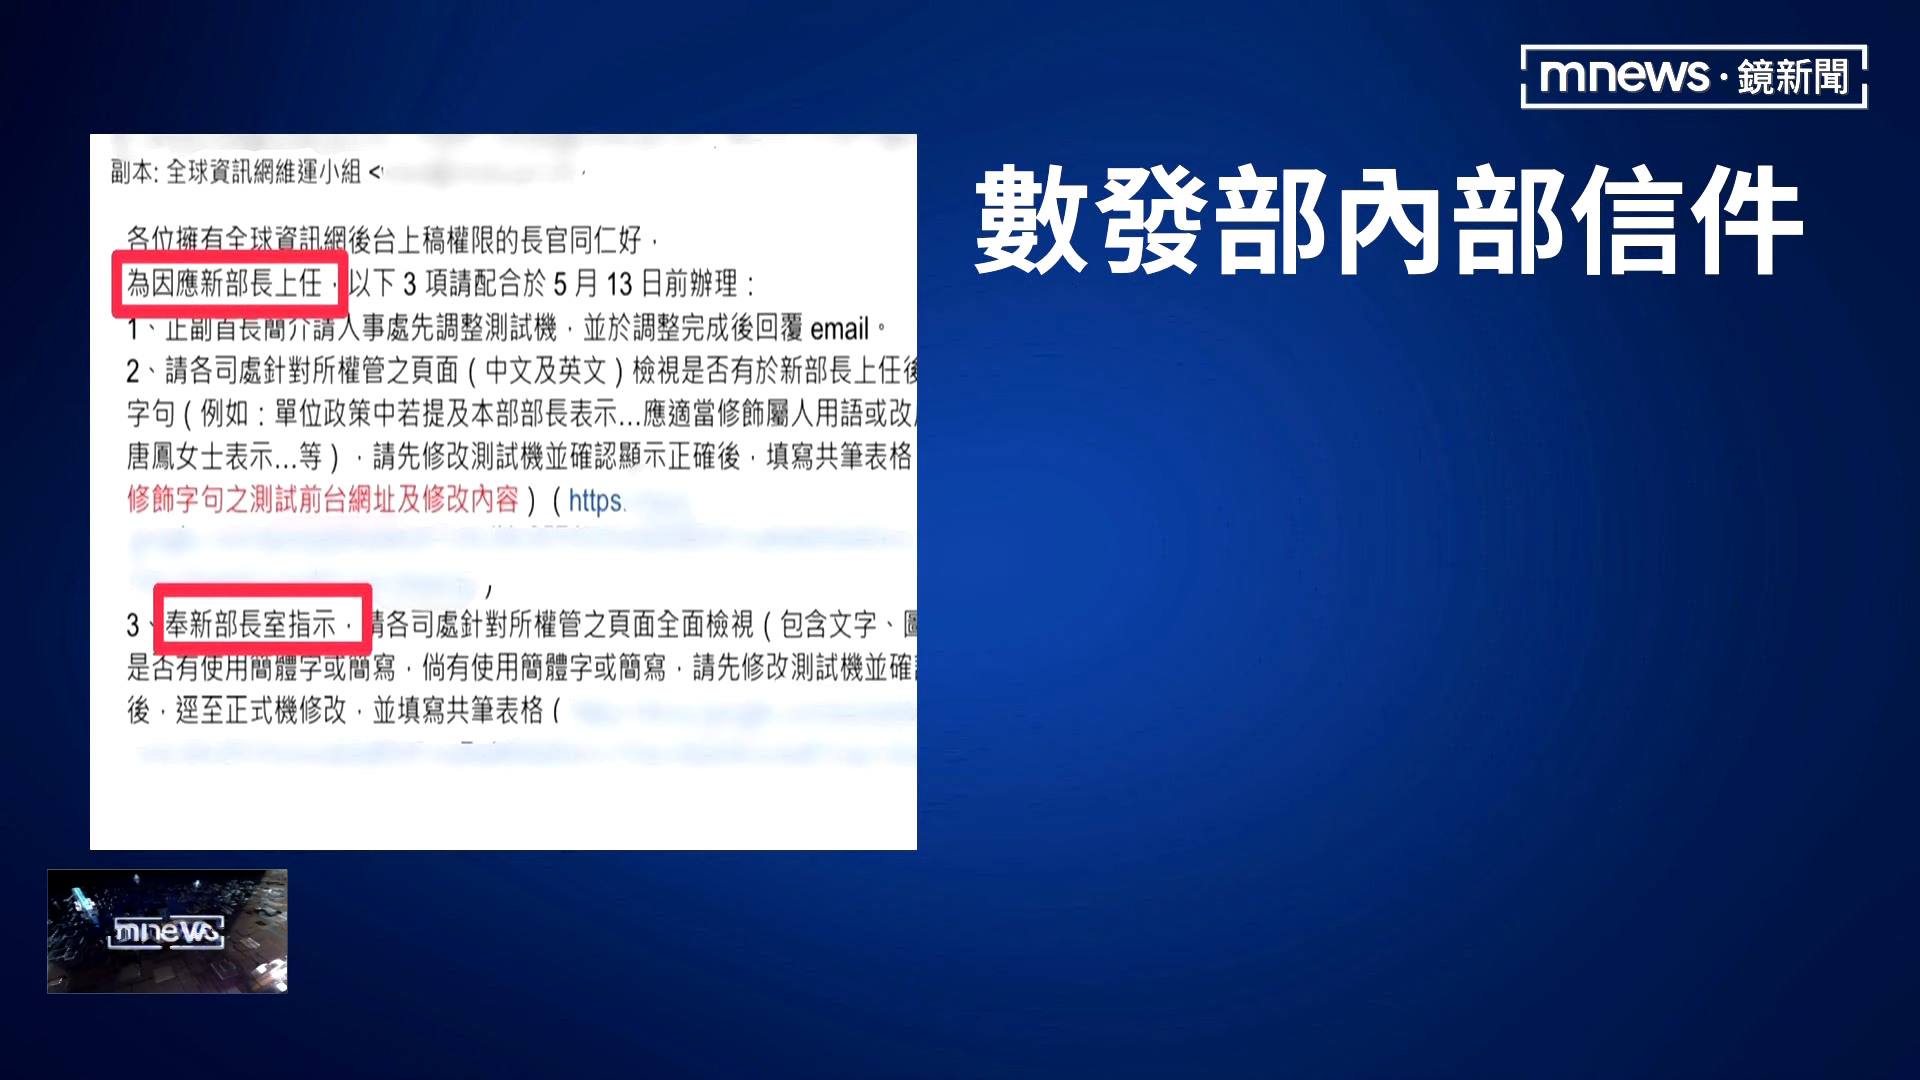 mnews·鏡新聞
數發部內部信件
副本: 全球資訊網維運小組 <
各位擁有全球資訊網後台上稿權限的長官同仁好，
為因應新部長上任，以下 3 項請配合於 5 月 13 日前辦理：
1、正副首長簡介請人事處先調整測試機，並於調整完成後回覆 email。
2、請各司處針對所權管之頁面（中文及英文）檢視是否有於新部長上任後
字句（例如：單位政策中若提及本部部長表示...應適當修飾屬人用語或改
唐鳳女士表示...等），請先修改測試機並確認顯示正確後，填寫共筆表格
修飾字句之測試前台網址及修改內容）（https
3、奉新部長室指示，請各司處針對所權管之頁面全面檢視（包含文字、圖
是否有使用簡體字或簡寫，倘有使用簡體字或簡寫，請先修改測試機並確
後，逕至正式機修改，並填寫共筆表格（
mnews